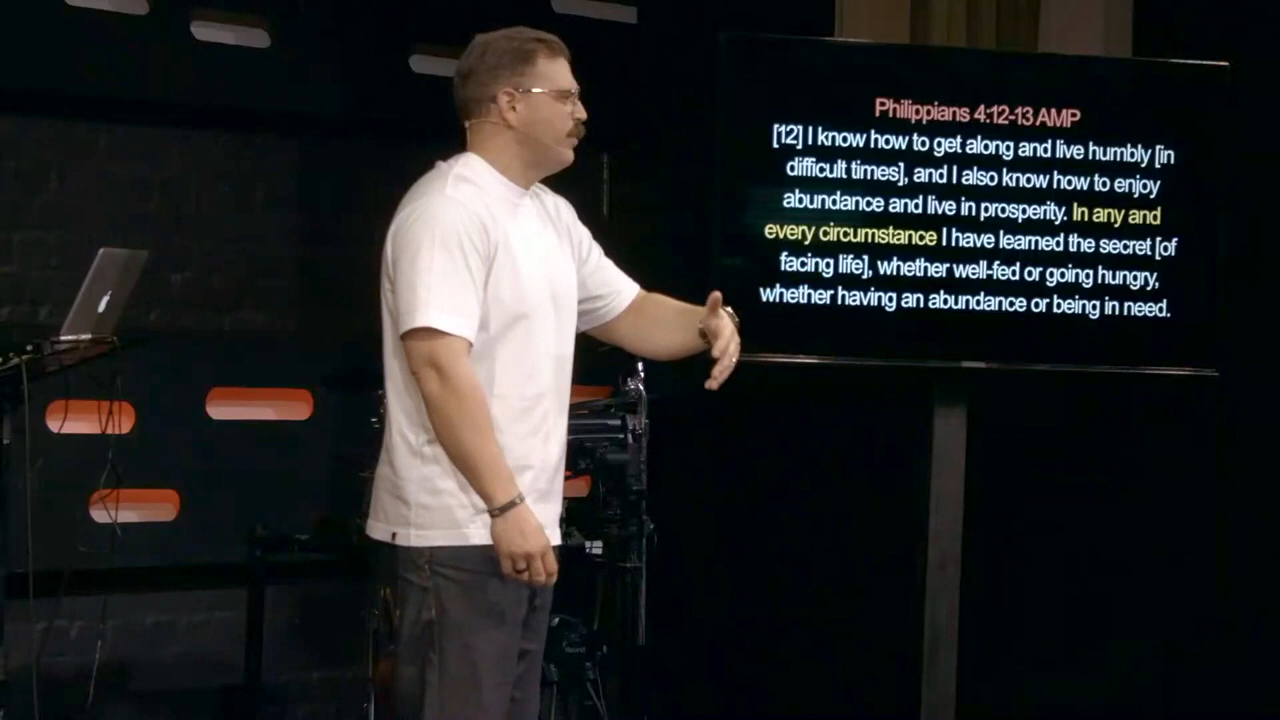 Philippians 4:12-13 AMP
[12] I know how to get along and live humbly [in
difficult times], and I also know how to enjoy
abundance and live in prosperity. In any and
every circumstance I have learned the secret [of
facing life], whether well-fed or going hungry,
whether having an abundance or being in need.